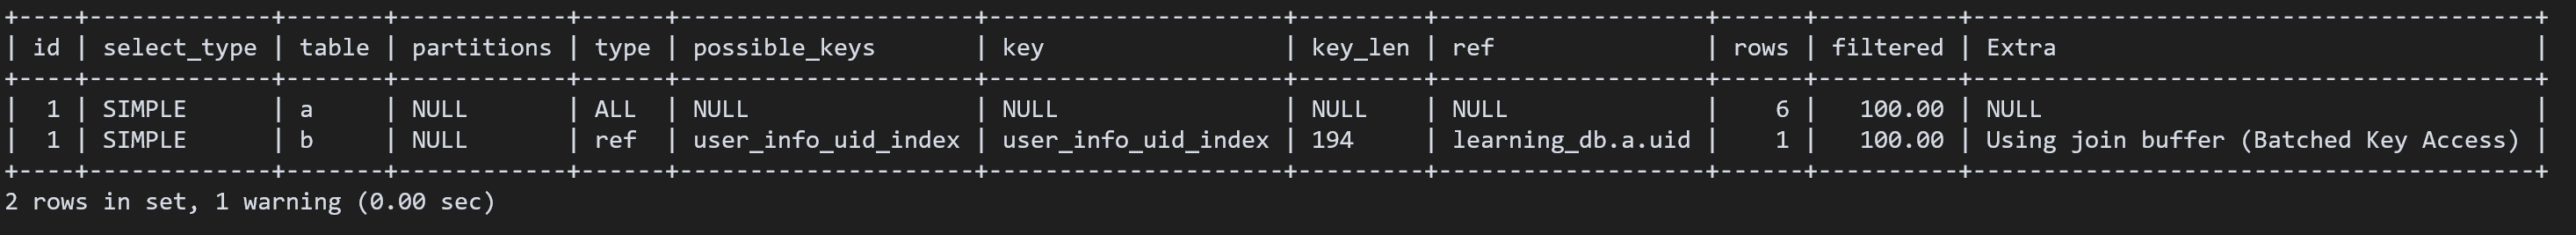 +----+-------------+-------+------------+------+---------------------+---------------------+---------+-------------------+------+----------+---------------------------------------+
| id | select_type | table | partitions | type | possible_keys       | key                 | key_len | ref               | rows | filtered | Extra                                 |
+----+-------------+-------+------------+------+---------------------+---------------------+---------+-------------------+------+----------+---------------------------------------+
|  1 | SIMPLE      | a     | NULL       | ALL  | NULL                | NULL                | NULL    | NULL              |    6 |   100.00 | NULL                                  |
|  1 | SIMPLE      | b     | NULL       | ref  | user_info_uid_index | user_info_uid_index | 194     | learning_db.a.uid |    1 |   100.00 | Using join buffer (Batched Key Access) |
+----+-------------+-------+------------+------+---------------------+---------------------+---------+-------------------+------+----------+---------------------------------------+
2 rows in set, 1 warning (0.00 sec)